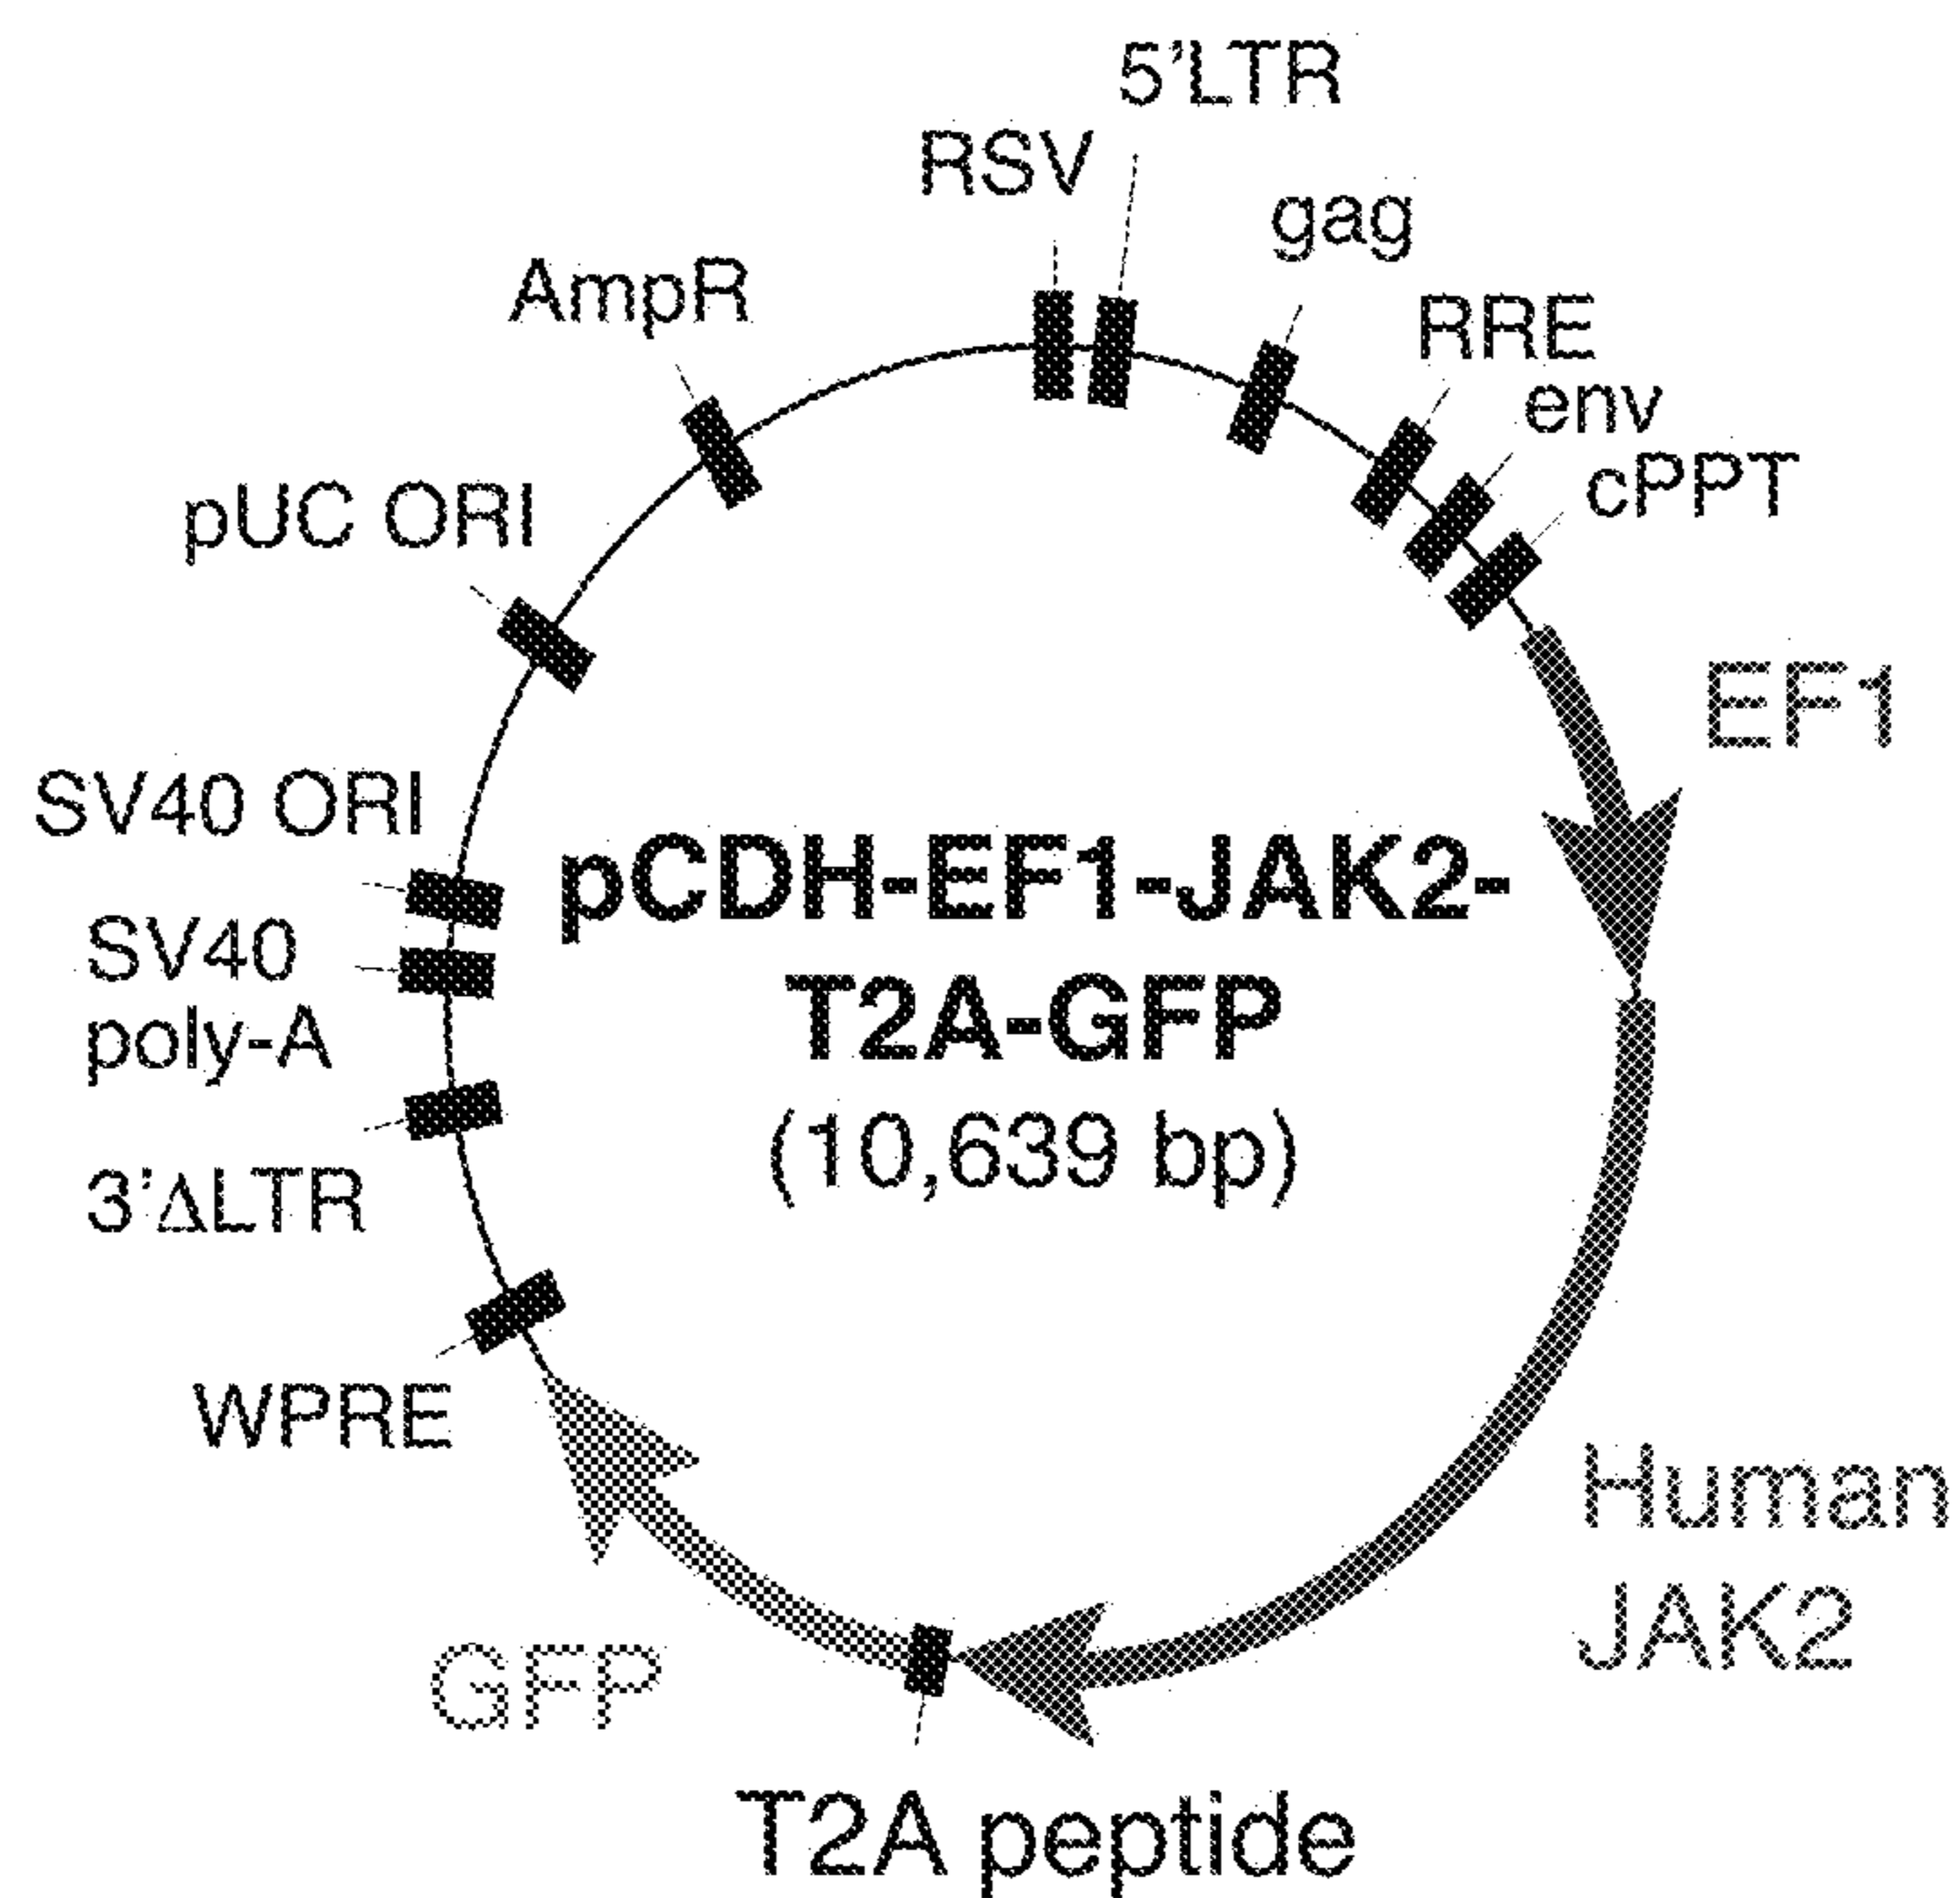 5'LTR
RSV
gag
AmpR
RRE
env
cPPT
pUC ORI
EF1
SV40 ORI
pCDH-EF1-JAK2-
T2A-GFP
(10,639 bp)
SV40
poly-A
3'ΔLTR
WPRE
Human
JAK2
GFP
T2A peptide